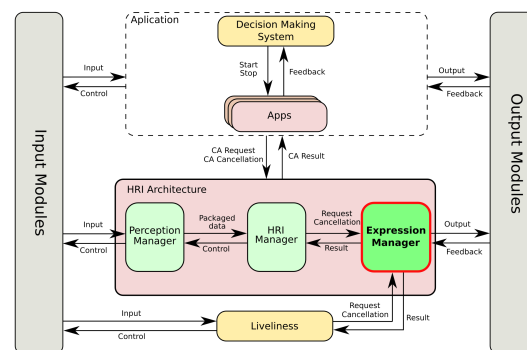 Aplication
Decision Making
System
Start
Stop
Feedback
Apps
Input
Control
Output
Feedback
Input Modules
Output Modules
CA Request
CA Cancellation
CA Result
HRI Architecture
Input
Control
Perception
Manager
Packaged
data
Control
HRI
Manager
Request
Cancellation
Result
Expression
Manager
Output
Feedback
Input
Control
Liveliness
Request
Cancellation
Result